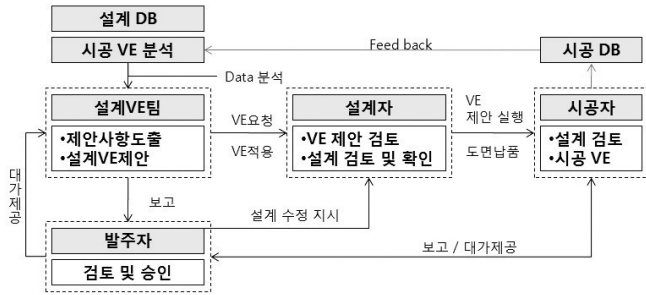 설계 DB
시공 VE 분석
Feed back
시공 DB
Data 분석
설계VE팀
•제안사항도출
•설계VE제안
VE요청
VE적용
설계자
•VE 제안 검토
•설계 검토 및 확인
VE
제안 실행
도면납품
시공자
•설계 검토
•시공 VE
대가제공
보고
설계 수정 지시
발주자
검토 및 승인
보고 / 대가제공